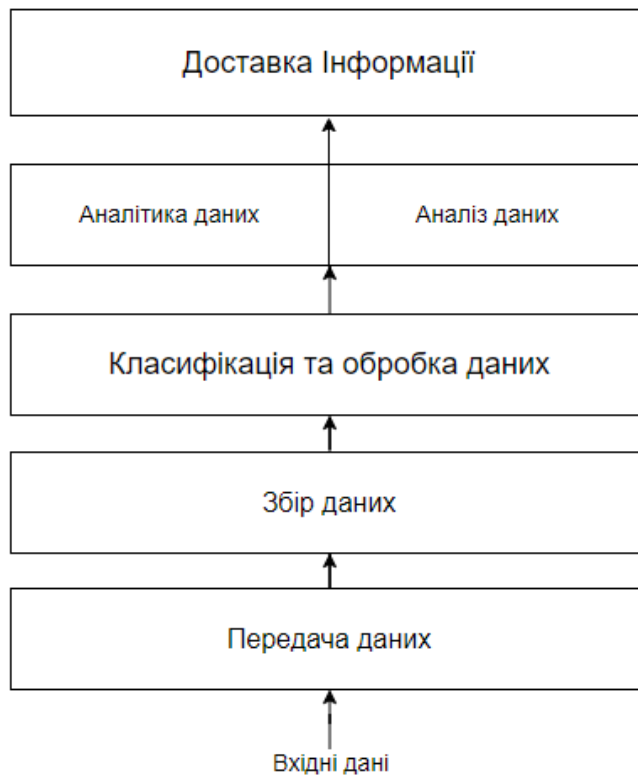 Доставка Інформації
Аналітика даних
Аналіз даних
Класифікація та обробка даних
Збір даних
Передача даних
Вхідні дані